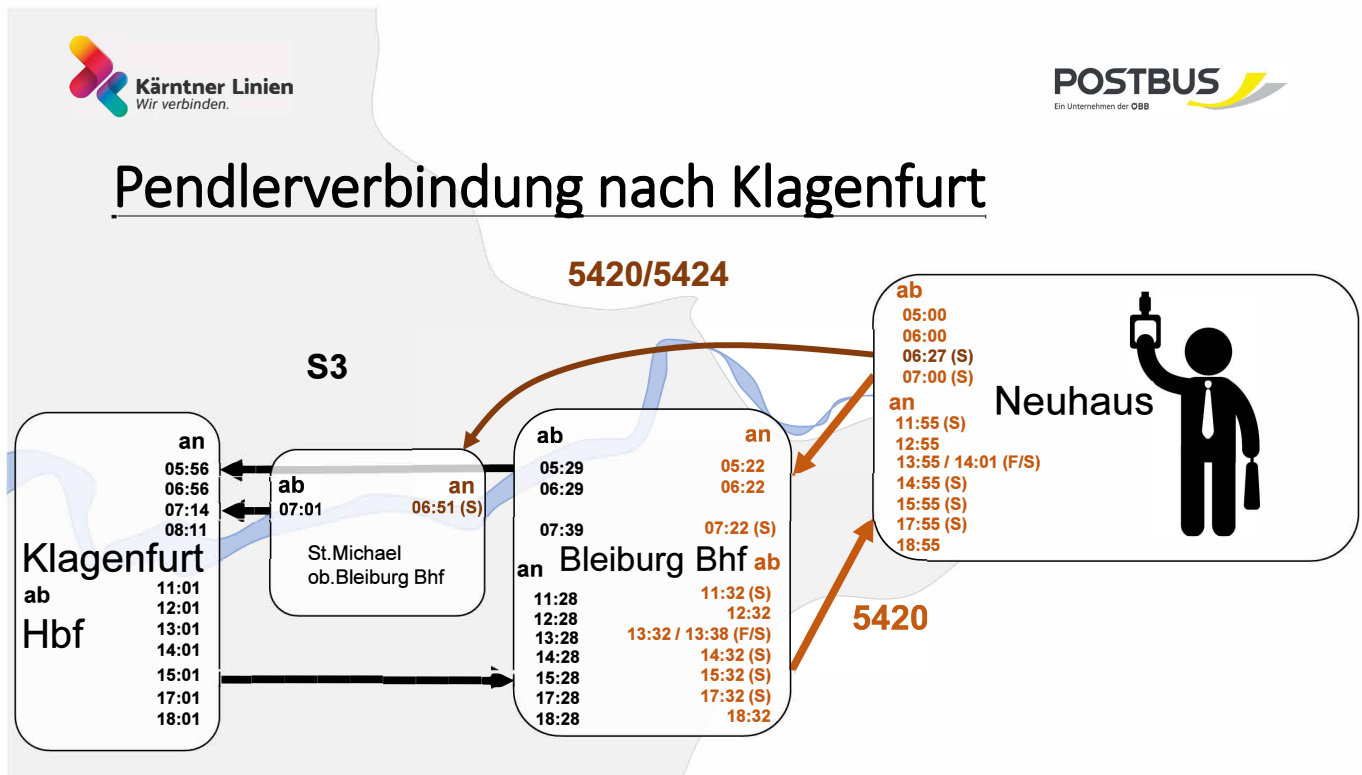 Kärntner Linien
Wir verbinden.
POSTBUS
Ein Unternehmen der ÖBB
Pendlerverbindung nach Klagenfurt
5420/5424
S3
an
05:56
06:56
07:14
08:11
Klagenfurt
ab
Hbf
11:01
12:01
13:01
14:01
15:01
17:01
18:01
ab
an
07:01
06:51 (S)
St.Michael
ob.Bleiburg Bhf
ab
an
05:29
05:22
06:29
06:22
07:39
07:22 (S)
an
Bleiburg Bhf
ab
11:28
11:32 (S)
12:28
12:32
13:28
13:32 / 13:38 (F/S)
14:28
14:32 (S)
15:28
15:32 (S)
17:28
17:32 (S)
18:28
18:32
5420
ab
05:00
06:00
06:27 (S)
07:00 (S)
Neuhaus
an
11:55 (S)
12:55
13:55 / 14:01 (F/S)
14:55 (S)
15:55 (S)
17:55 (S)
18:55